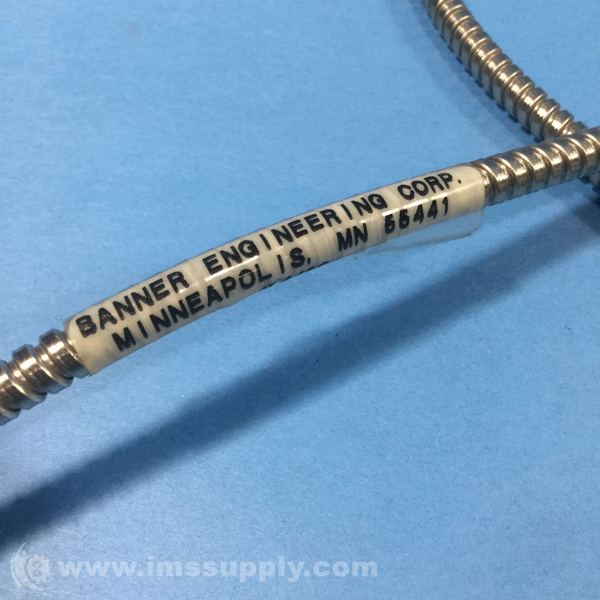 BANNER ENGINEERING CORP.
MINNEAPOLIS, MN 55441
www.imssupply.com